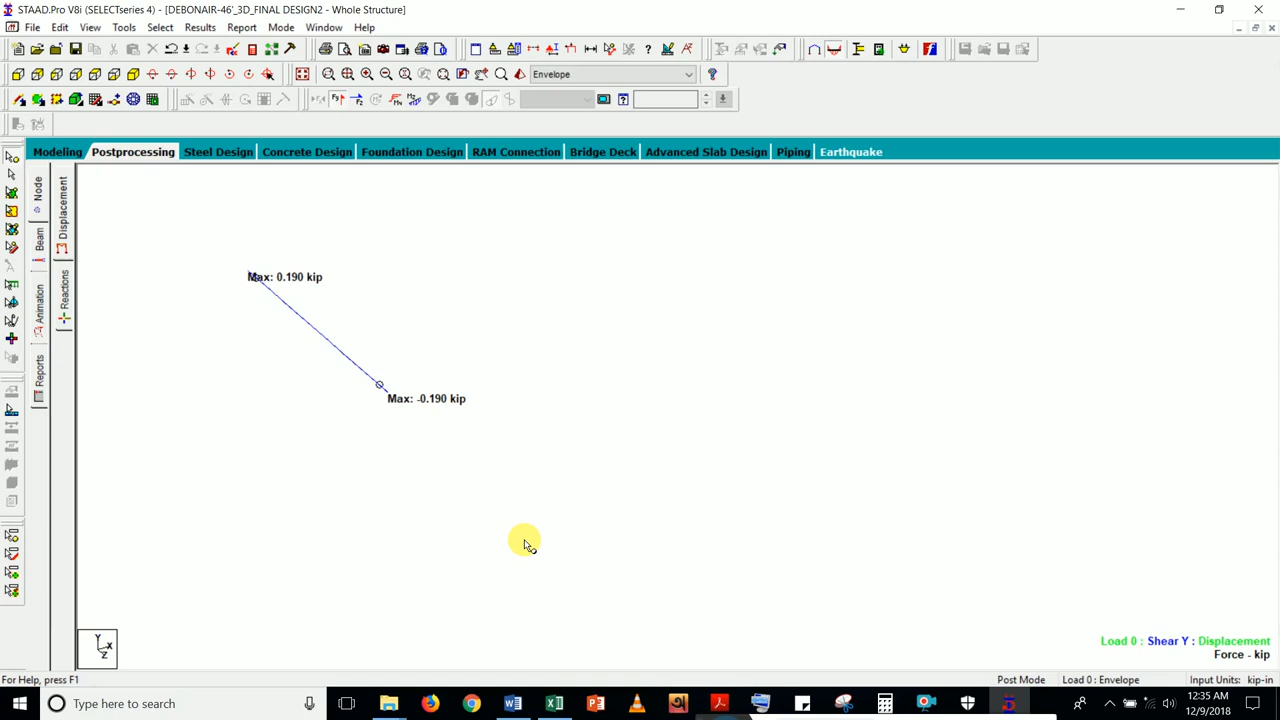 STAAD.Pro V8i (SELECTseries 4) - [DEBONAIR-46'_3D_FINAL DESIGN2 - Whole Structure]
File Edit View Tools Select Results Report Mode Window Help
Envelope
Modeling Postprocessing Steel Design Concrete Design Foundation Design RAM Connection Bridge Deck Advanced Slab Design Piping Earthquake
Node
Beam
Animation
Reports
Displacement
Reactions
Max: 0.190 kip
Max: -0.190 kip
Y
X
Z
Load 0 : Shear Y : Displacement
Force - kip
For Help, press F1
Post Mode Load 0 : Envelope Input Units: kip-in
Type here to search
12:35 AM
12/9/2018